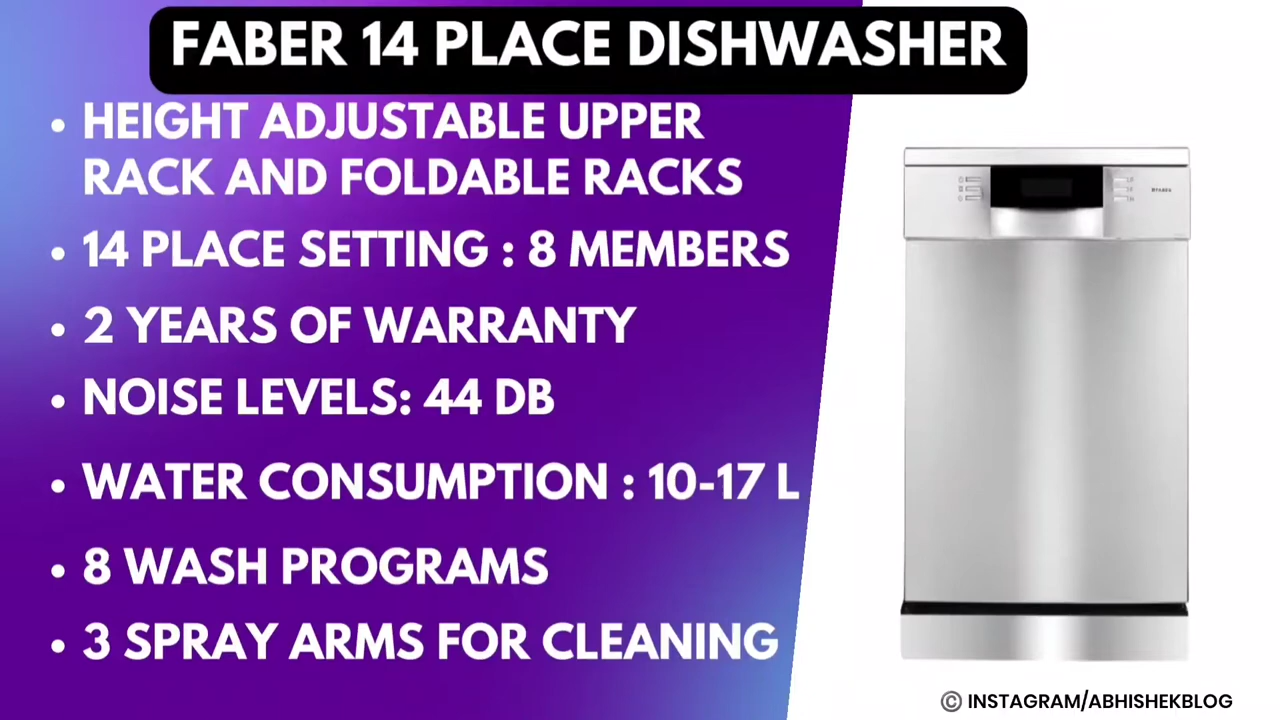 FABER 14 PLACE DISHWASHER
• HEIGHT ADJUSTABLE UPPER
RACK AND FOLDABLE RACKS
• 14 PLACE SETTING : 8 MEMBERS
• 2 YEARS OF WARRANTY
• NOISE LEVELS: 44 DB
• WATER CONSUMPTION : 10-17 L
• 8 WASH PROGRAMS
• 3 SPRAY ARMS FOR CLEANING
© INSTAGRAM/ABHISHEKBLOG